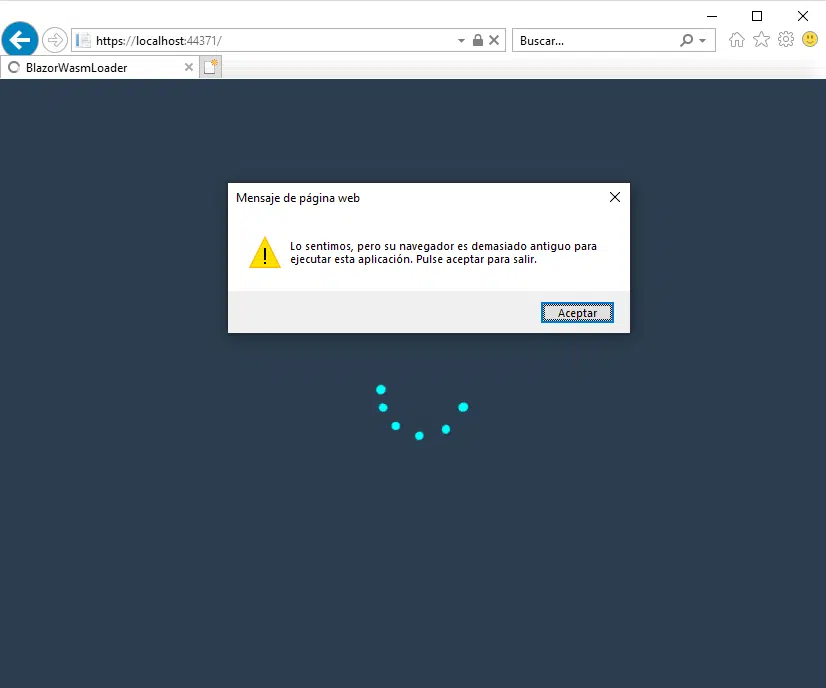 https://localhost:44371/
Buscar...
BlazorWasmLoader
Mensaje de página web
Lo sentimos, pero su navegador es demasiado antiguo para
ejecutar esta aplicación. Pulse aceptar para salir.
Aceptar